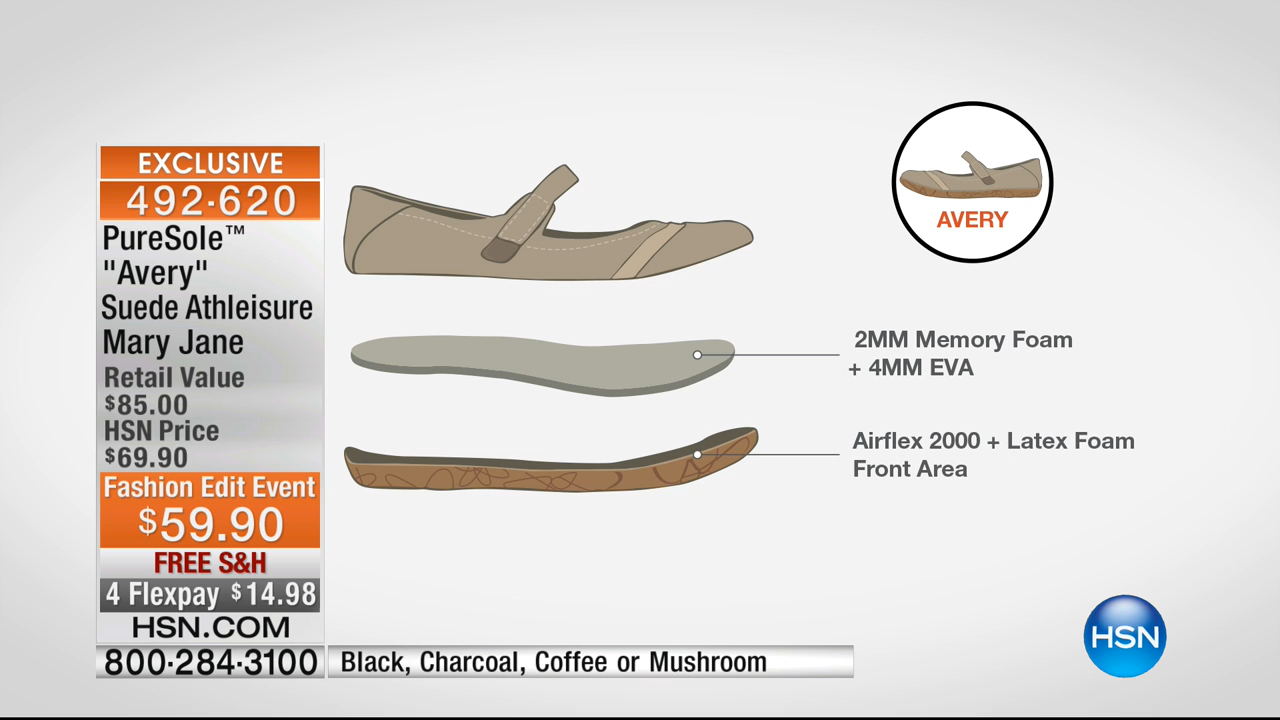 EXCLUSIVE
492·620
PureSole™
"Avery"
Suede Athleisure
Mary Jane
Retail Value
$85.00
HSN Price
$69.90
Fashion Edit Event
$59.90
FREE S&H
4 Flexpay $14.98
HSN.COM
800·284·3100
Black, Charcoal, Coffee or Mushroom
AVERY
2MM Memory Foam
+ 4MM EVA
Airflex 2000 + Latex Foam
Front Area
HSN